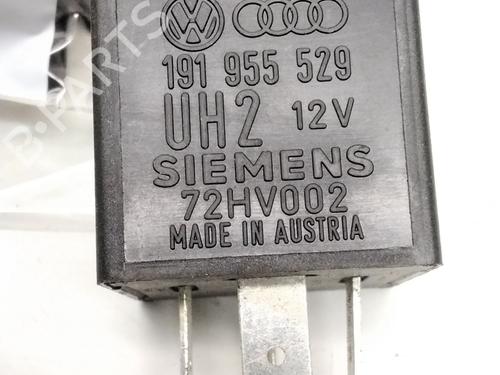 191 955 529
UH2 12V
SIEMENS
72HV002
MADE IN AUSTRIA
B-PARTS